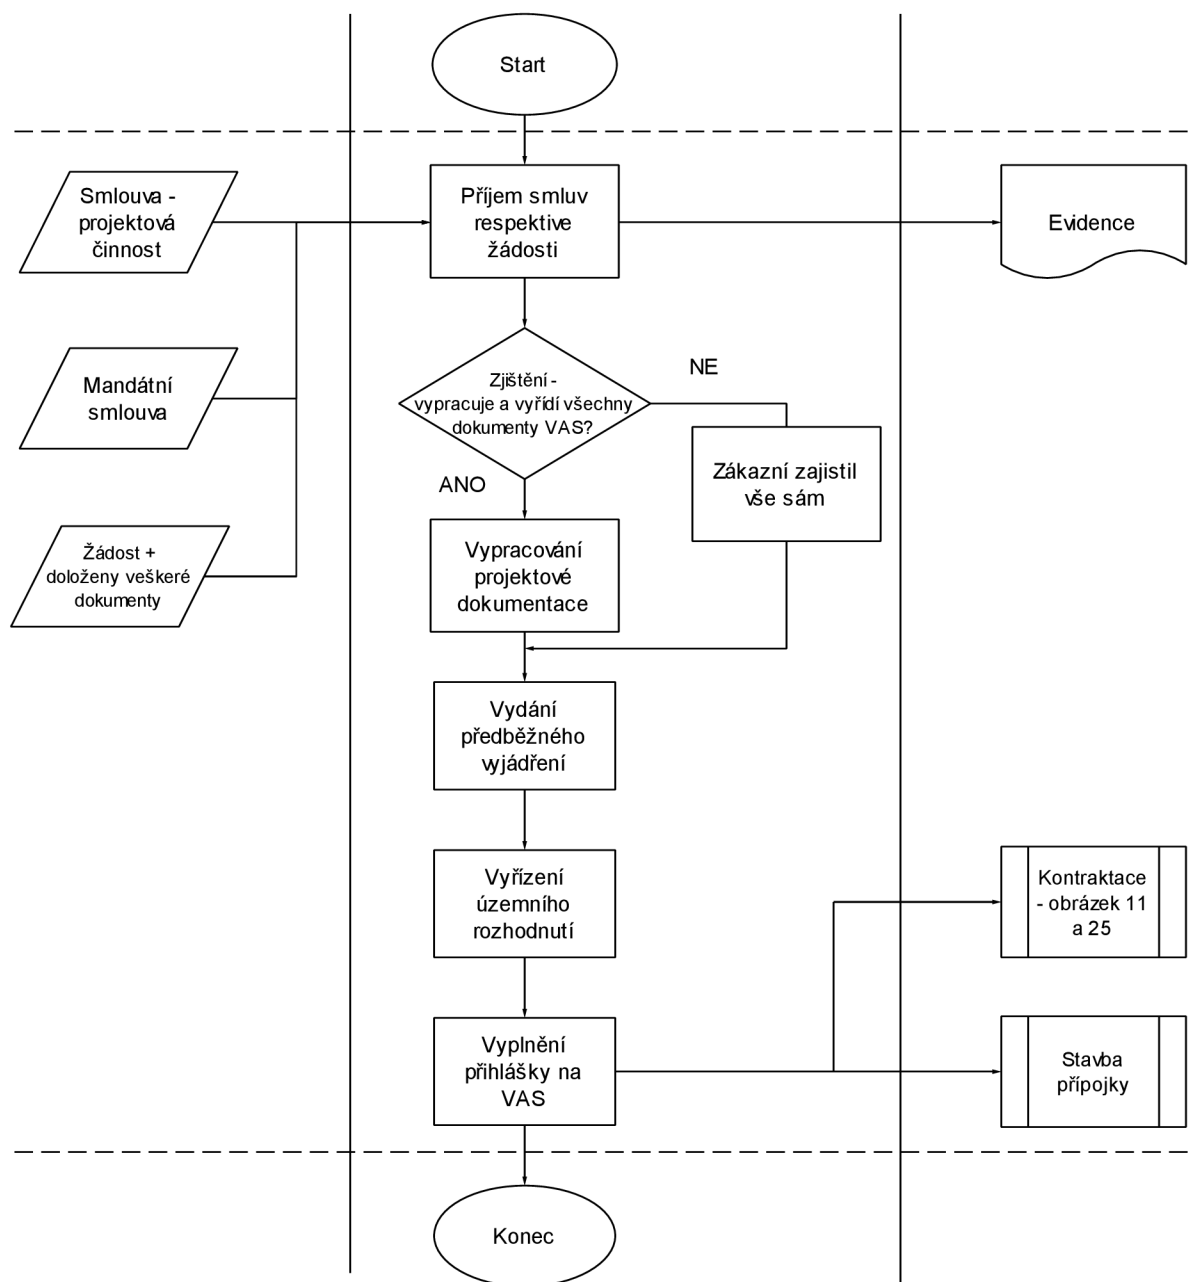 Start
Smlouva -
projektová
činnost
Příjem smluv
respektive
žádosti
Evidence
Mandátní
smlouva
Zjištění -
vypracuje a vyřídí všechny
dokumenty VAS?
NE
ANO
Zákazní zajistil
vše sám
Žádost +
doloženy veškeré
dokumenty
Vypracování
projektové
dokumentace
Vydání
předběžného
vyjádření
Vyřízení
územního
rozhodnutí
Kontraktace
- obrázek 11
a 25
Vyplnění
přihlášky na
VAS
Stavba
přípojky
Konec